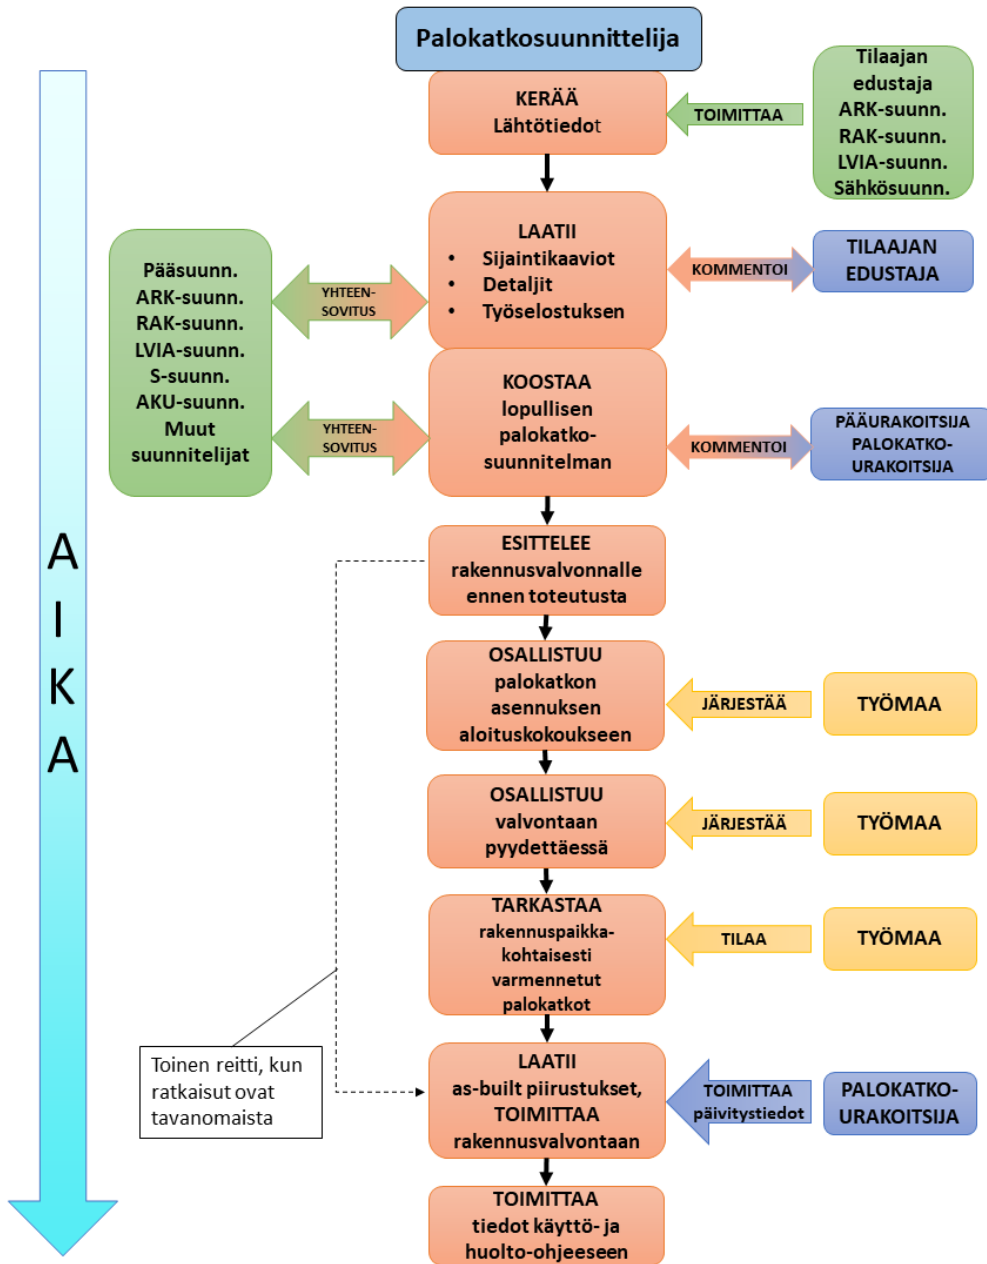 Palokatkosuunnittelija
KERÄÄ
Lähtötiedot
TOIMITTAA
Tilaajan
edustaja
ARK-suunn.
RAK-suunn.
LVIA-suunn.
Sähkösuunn.
LAATII
• Sijaintikaaviot
• Detaljit
• Työselostuksen
KOMMENTOI
TILAAJAN
EDUSTAJA
Pääsuunn.
ARK-suunn.
RAK-suunn.
LVIA-suunn.
S-suunn.
AKU-suunn.
Muut
suunnitelijat
YHTEEN-
SOVITUS
YHTEEN-
SOVITUS
KOOSTAA
lopullisen
palokatko-
suunnitelman
KOMMENTOI
PÄÄURAKOITSIJA
PALOKATKO-
URAKOITSIJA
A
I
K
A
ESITTELEE
rakennusvalvonnalle
ennen toteutusta
OSALLISTUU
palokatkon
asennuksen
aloituskokoukseen
JÄRJESTÄÄ
TYÖMAA
OSALLISTUU
valvontaan
pyydettäessä
JÄRJESTÄÄ
TYÖMAA
TARKASTAA
rakennuspaikka-
kohtaisesti
varmennetut
palokatkot
TILAA
TYÖMAA
Toinen reitti, kun
ratkaisut ovat
tavanomaista
LAATII
as-built piirustukset,
TOIMITTAA
rakennusvalvontaan
TOIMITTAA
päivitystiedot
PALOKATKO-
URAKOITSIJA
TOIMITTAA
tiedot käyttö- ja
huolto-ohjeeseen